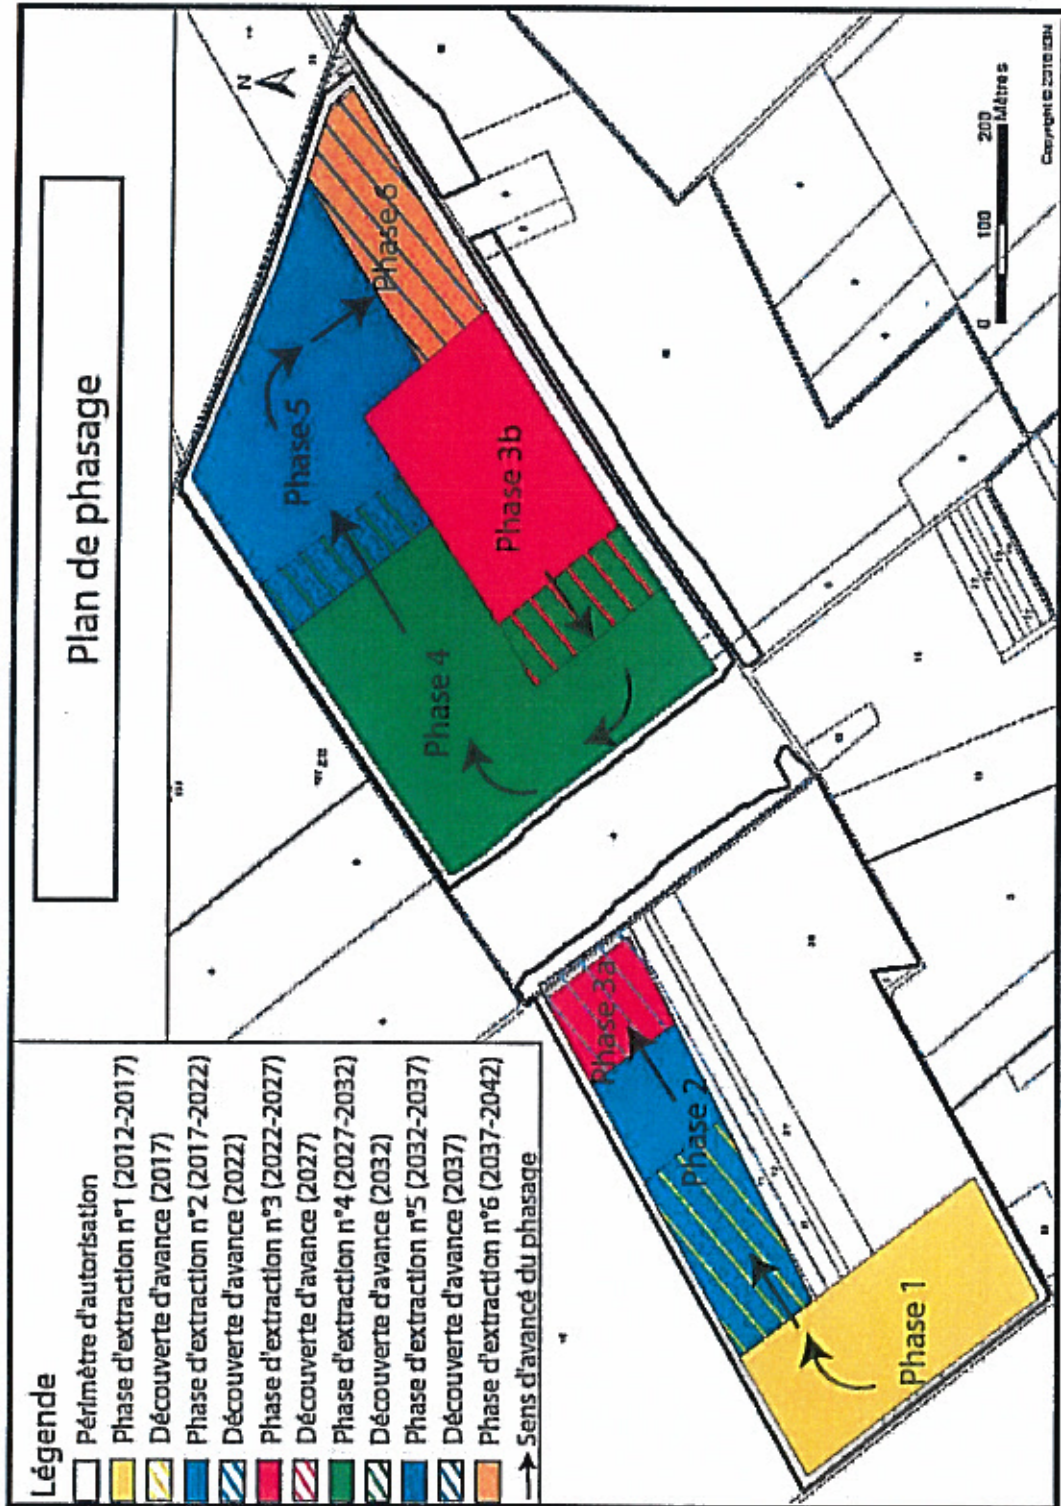 Plan de phasage
Légende
Périmètre d'autorisation
Phase d'extraction n°1 (2012-2017)
Découverte d'avance (2017)
Phase d'extraction n°2 (2017-2022)
Découverte d'avance (2022)
Phase d'extraction n°3 (2022-2027)
Découverte d'avance (2027)
Phase d'extraction n°4 (2027-2032)
Découverte d'avance (2032)
Phase d'extraction n°5 (2032-2037)
Découverte d'avance (2037)
Phase d'extraction n°6 (2037-2042)
Sens d'avancé du phasage
N
Phase 1
Phase 2
Phase 3a
Phase 3b
Phase 4
Phase 5
Phase 6
0 100 200
Mètres
Copyright © 2010 IGN